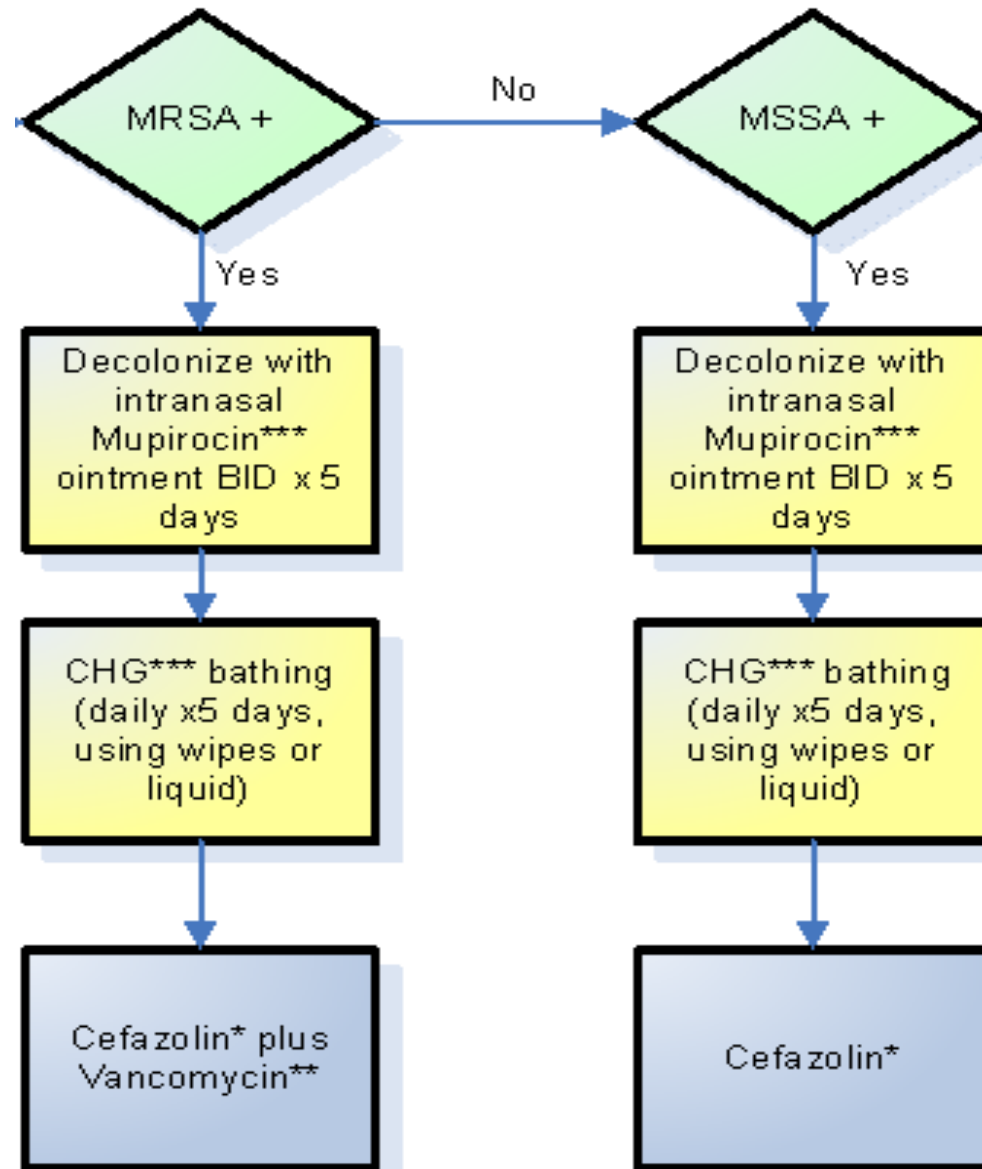 MRSA +
No
MSSA +
Yes
Yes
Decolonize with
intranasal
Mupirocin***
ointment BID x 5
days
Decolonize with
intranasal
Mupirocin***
ointment BID x 5
days
CHG*** bathing
(daily x5 days,
using wipes or
liquid)
CHG*** bathing
(daily x5 days,
using wipes or
liquid)
Cefazolin* plus
Vancomycin**
Cefazolin*